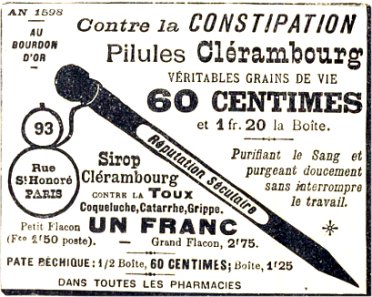 AN 1598
AU
BOURDON
D'OR
Contre la CONSTIPATION
Pilules Clérambourg
VÉRITABLES GRAINS DE VIE
60 CENTIMES
et 1 fr. 20 la Boîte.
93
Rue
St Honoré
PARIS
Réputation Séculaire
Purifiant le Sang et
purgeant doucement
sans interrompre
le travail.
Sirop
Clérambourg
CONTRE LA TOUX
Coqueluche, Catarrhe, Grippe.
UN FRANC
Petit Flacon
(Fco 2f50 poste).
Grand Flacon, 2f75.
PATE PÉCHIQUE: 1/2 Boîte, 60 CENTIMES; Boîte, 1f25
DANS TOUTES LES PHARMACIES